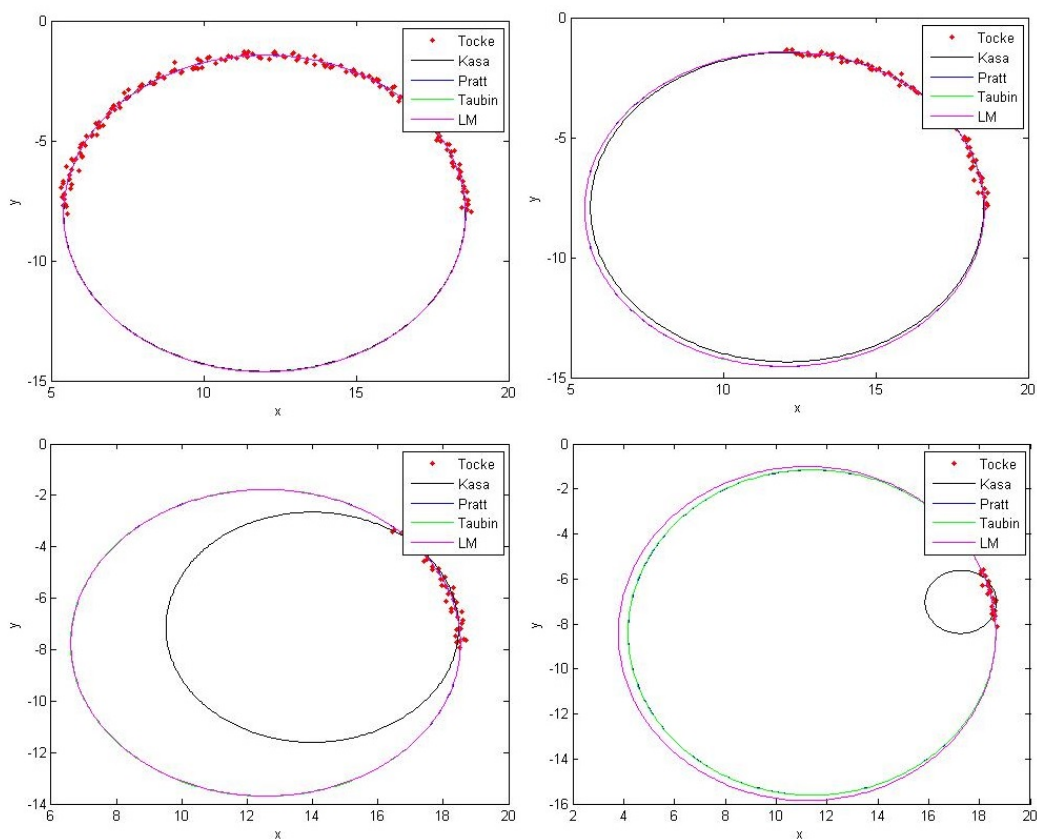 0
Tocke
Kasa
Pratt
Taubin
LM
-5
y
-10
-15
5 10 15 20
x
0
Tocke
Kasa
Pratt
Taubin
LM
-5
y
-10
-15
5 10 15 20
x
0
Tocke
Kasa
Pratt
Taubin
LM
-2
-4
-6
y
-8
-10
-12
-14
6 8 10 12 14 16 18 20
x
0
Tocke
Kasa
Pratt
Taubin
LM
-2
-4
-6
y
-8
-10
-12
-14
-16
2 4 6 8 10 12 14 16 18 20
x